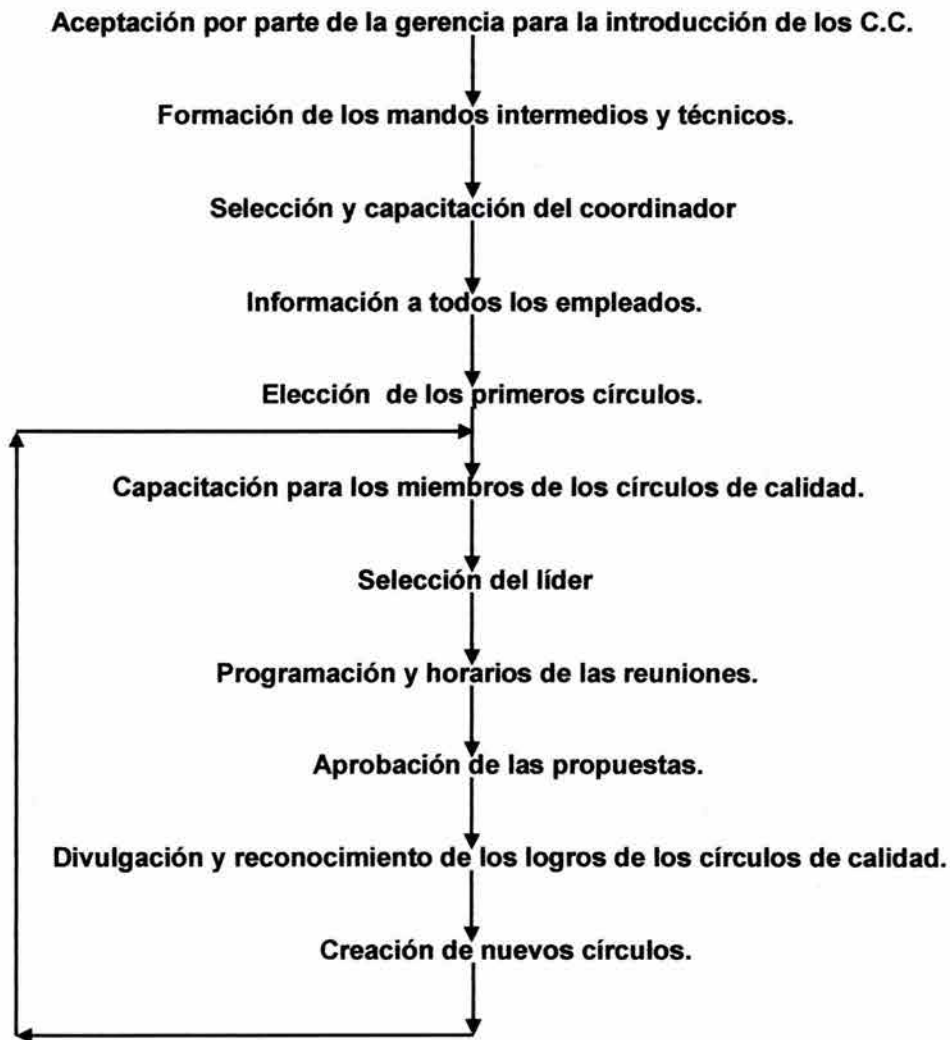 Aceptación por parte de la gerencia para la introducción de los C.C.
Formación de los mandos intermedios y técnicos.
Selección y capacitación del coordinador
Información a todos los empleados.
Elección de los primeros círculos.
Capacitación para los miembros de los círculos de calidad.
Selección del líder
Programación y horarios de las reuniones.
Aprobación de las propuestas.
Divulgación y reconocimiento de los logros de los círculos de calidad.
Creación de nuevos círculos.